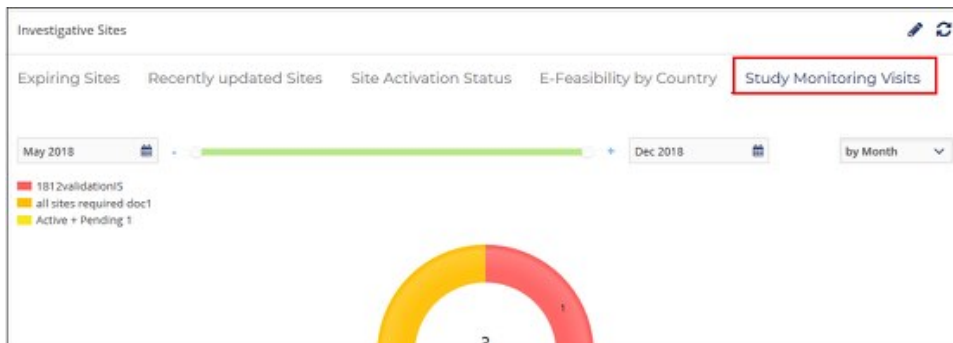 Investigative Sites
Expiring Sites Recently updated Sites Site Activation Status E-Feasibility by Country Study Monitoring Visits
May 2018 - + Dec 2018 by Month
1812validationIS
all sites required doc1
Active + Pending 1
1